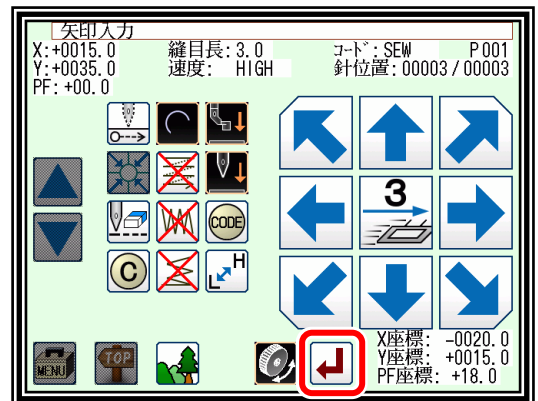 矢印入力
X:+0015.0 縫目長:3.0 コード:SEW P001
Y:+0035.0 速度: HIGH 針位置:00003/00003
PF:+00.0
3
CODE
C
L H
MENU
TOP
X座標: -0020.0
Y座標: +0015.0
PF座標: +18.0